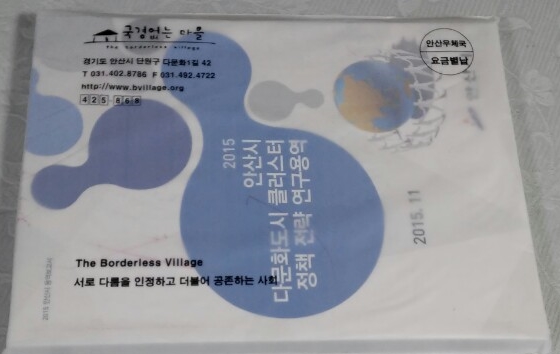 국경없는 마을
the borderless village
경기도 안산시 단원구 다문화1길 42
T 031.402.8786 F 031.492.4722
http://www.bvillage.org
425-868
안산우체국
요금별납
2015
안산시
다문화도시 클러스터
정책 전략 연구용역
2015. 11
The Borderless Village
서로 다름을 인정하고 더불어 공존하는 사회